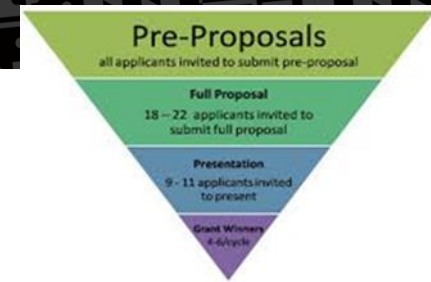 Pre-Proposals
all applicants invited to submit pre-proposal
Full Proposal
18 – 22 applicants invited to
submit full proposal
Presentation
9 - 11 applicants invited
to present
Grant Winners
4-6/cycle